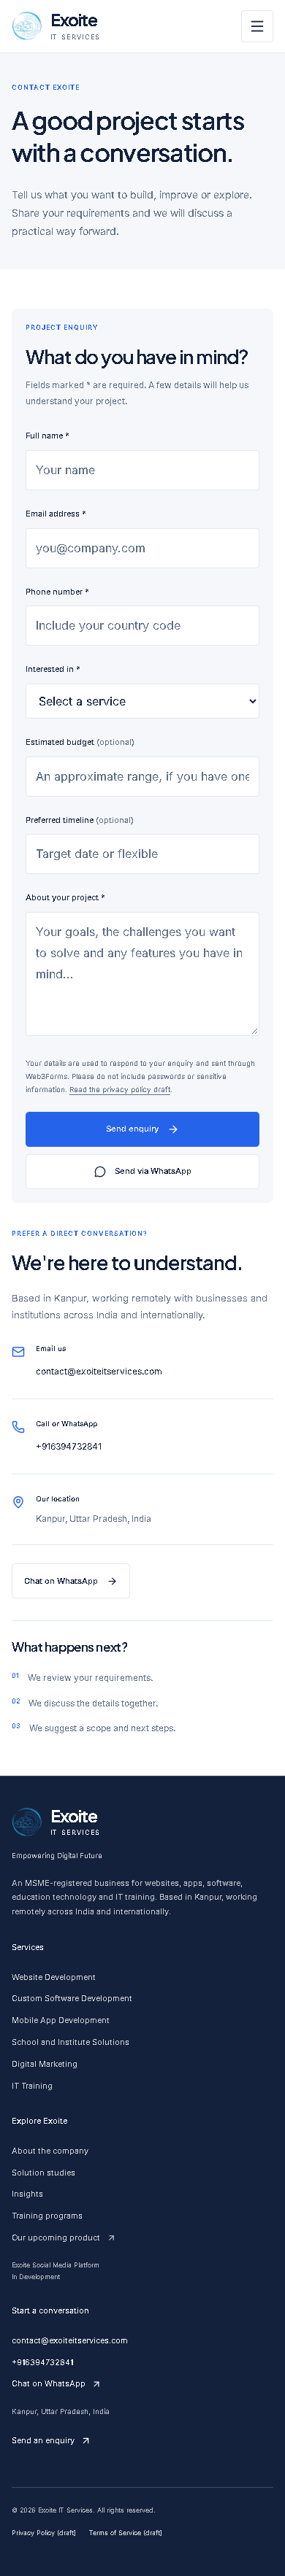 Exoite
IT SERVICES
CONTACT EXOITE
A good project starts
with a conversation.
Tell us what you want to build, improve or explore.
Share your requirements and we will discuss a
practical way forward.
PROJECT ENQUIRY
What do you have in mind?
Fields marked * are required. A few details will help us
understand your project.
Full name *
Your name
Email address *
you@company.com
Phone number *
Include your country code
Interested in *
Select a service
Estimated budget (optional)
An approximate range, if you have one
Preferred timeline (optional)
Target date or flexible
About your project *
Your goals, the challenges you want
to solve and any features you have in
mind...
Your details are used to respond to your enquiry and sent through
Web3Forms. Please do not include passwords or sensitive
information. Read the privacy policy draft.
Send enquiry
Send via WhatsApp
PREFER A DIRECT CONVERSATION?
We're here to understand.
Based in Kanpur, working remotely with businesses and
institutions across India and internationally.
Email us
contact@exoiteitservices.com
Call or WhatsApp
+916394732841
Our location
Kanpur, Uttar Pradesh, India
Chat on WhatsApp
What happens next?
01 We review your requirements.
02 We discuss the details together.
03 We suggest a scope and next steps.
Exoite
IT SERVICES
Empowering Digital Future
An MSME-registered business for websites, apps, software,
education technology and IT training. Based in Kanpur, working
remotely across India and internationally.
Services
Website Development
Custom Software Development
Mobile App Development
School and Institute Solutions
Digital Marketing
IT Training
Explore Exoite
About the company
Solution studies
Insights
Training programs
Our upcoming product
Exoite Social Media Platform
In Development
Start a conversation
contact@exoiteitservices.com
+916394732841
Chat on WhatsApp
Kanpur, Uttar Pradesh, India
Send an enquiry
© 2026 Exoite IT Services. All rights reserved.
Privacy Policy (draft) Terms of Service (draft)